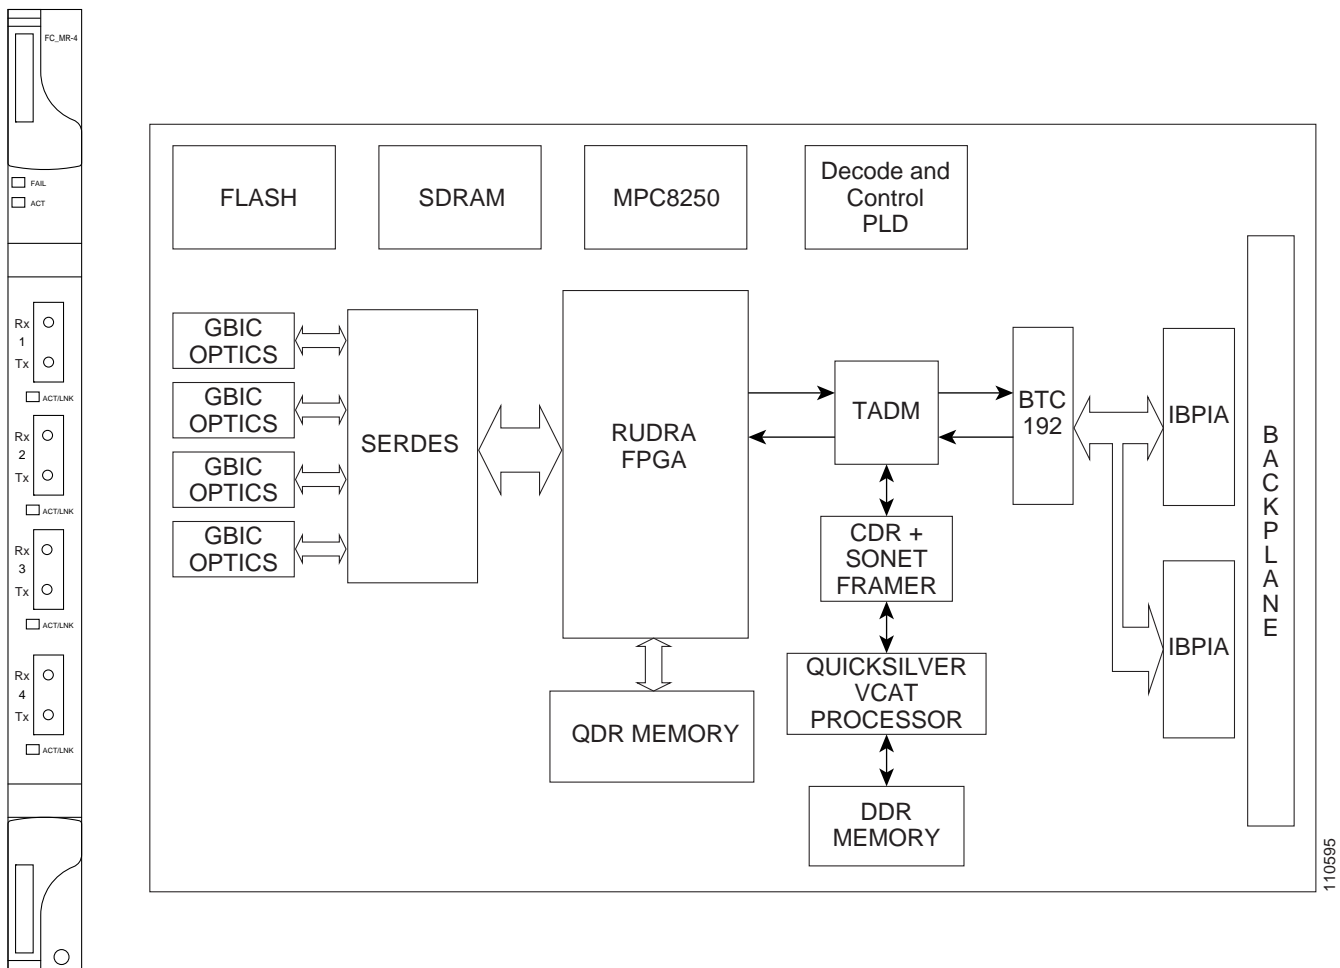 FC_MR-4
FAIL
ACT
Rx
1
Tx
ACT/LNK
Rx
2
Tx
ACT/LNK
Rx
3
Tx
ACT/LNK
Rx
4
Tx
ACT/LNK
FLASH
SDRAM
MPC8250
Decode and
Control
PLD
GBIC
OPTICS
GBIC
OPTICS
GBIC
OPTICS
GBIC
OPTICS
SERDES
RUDRA
FPGA
QDR MEMORY
TADM
CDR +
SONET
FRAMER
QUICKSILVER
VCAT
PROCESSOR
DDR
MEMORY
BTC
192
IBPIA
IBPIA
BACKPLANE
110595